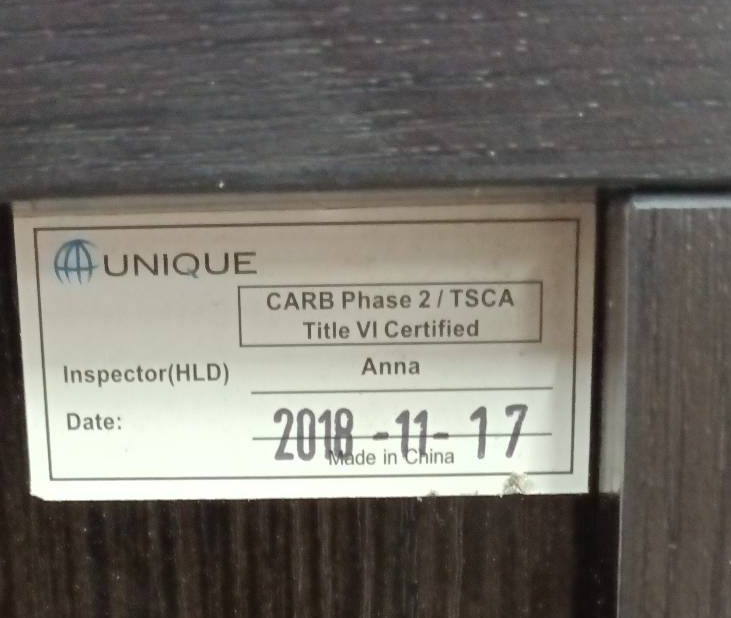 UNIQUE
CARB Phase 2 / TSCA
Title VI Certified
Inspector(HLD) Anna
Date: 2018-11-17
Made in China